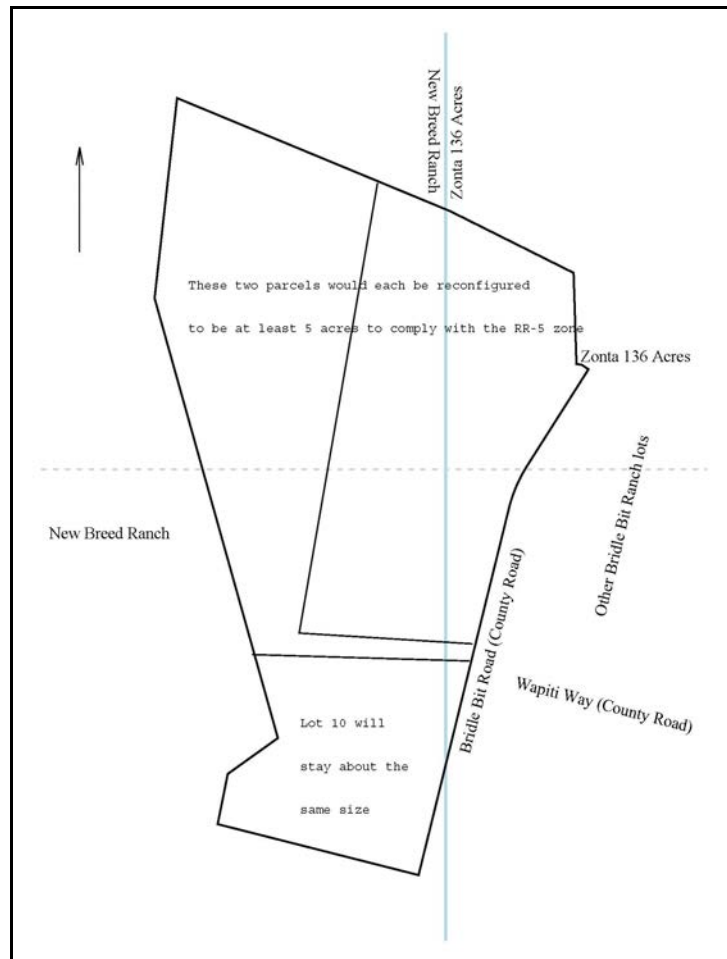 New Breed Ranch
Zonta 136 Acres
These two parcels would each be reconfigured
to be at least 5 acres to comply with the RR-5 zone
Zonta 136 Acres
Other Bridle Bit Ranch lots
New Breed Ranch
Bridle Bit Road (County Road)
Wapiti Way (County Road)
Lot 10 will
stay about the
same size